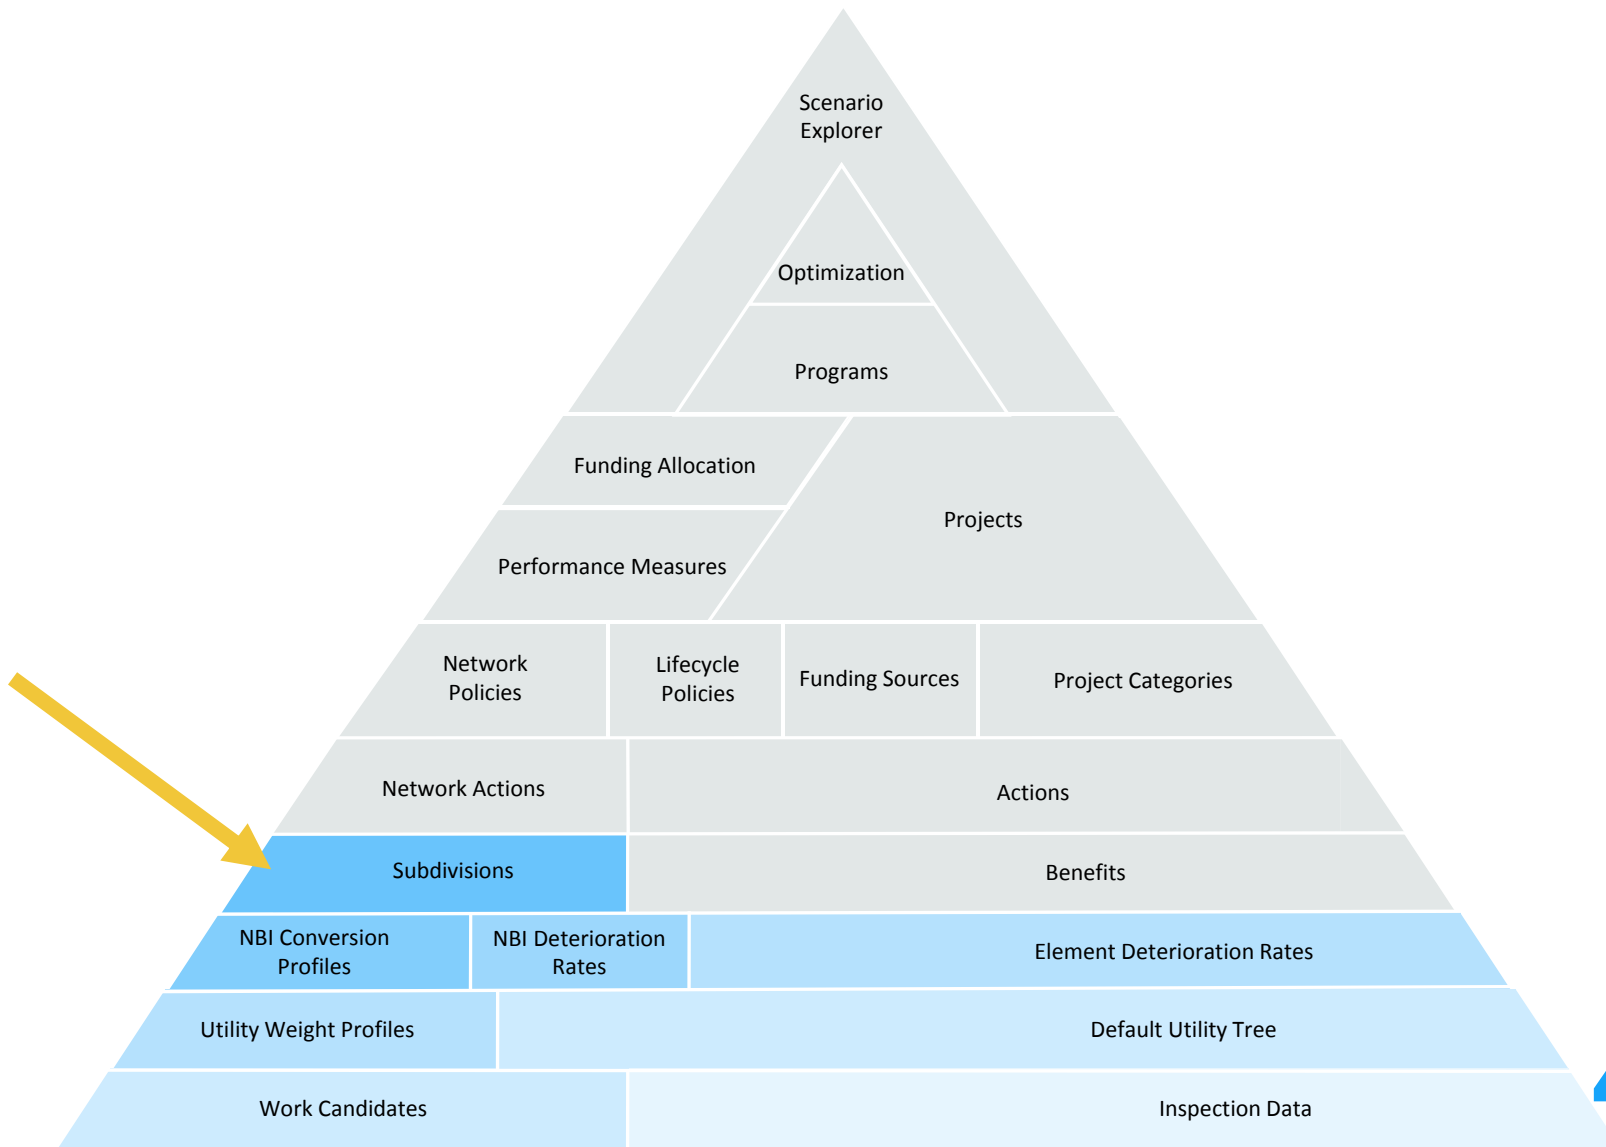 Scenario
Explorer
Optimization
Programs
Funding Allocation
Projects
Performance Measures
Network
Policies
Lifecycle
Policies
Funding Sources
Project Categories
Network Actions
Actions
Subdivisions
Benefits
NBI Conversion
Profiles
NBI Deterioration
Rates
Element Deterioration Rates
Utility Weight Profiles
Default Utility Tree
Work Candidates
Inspection Data